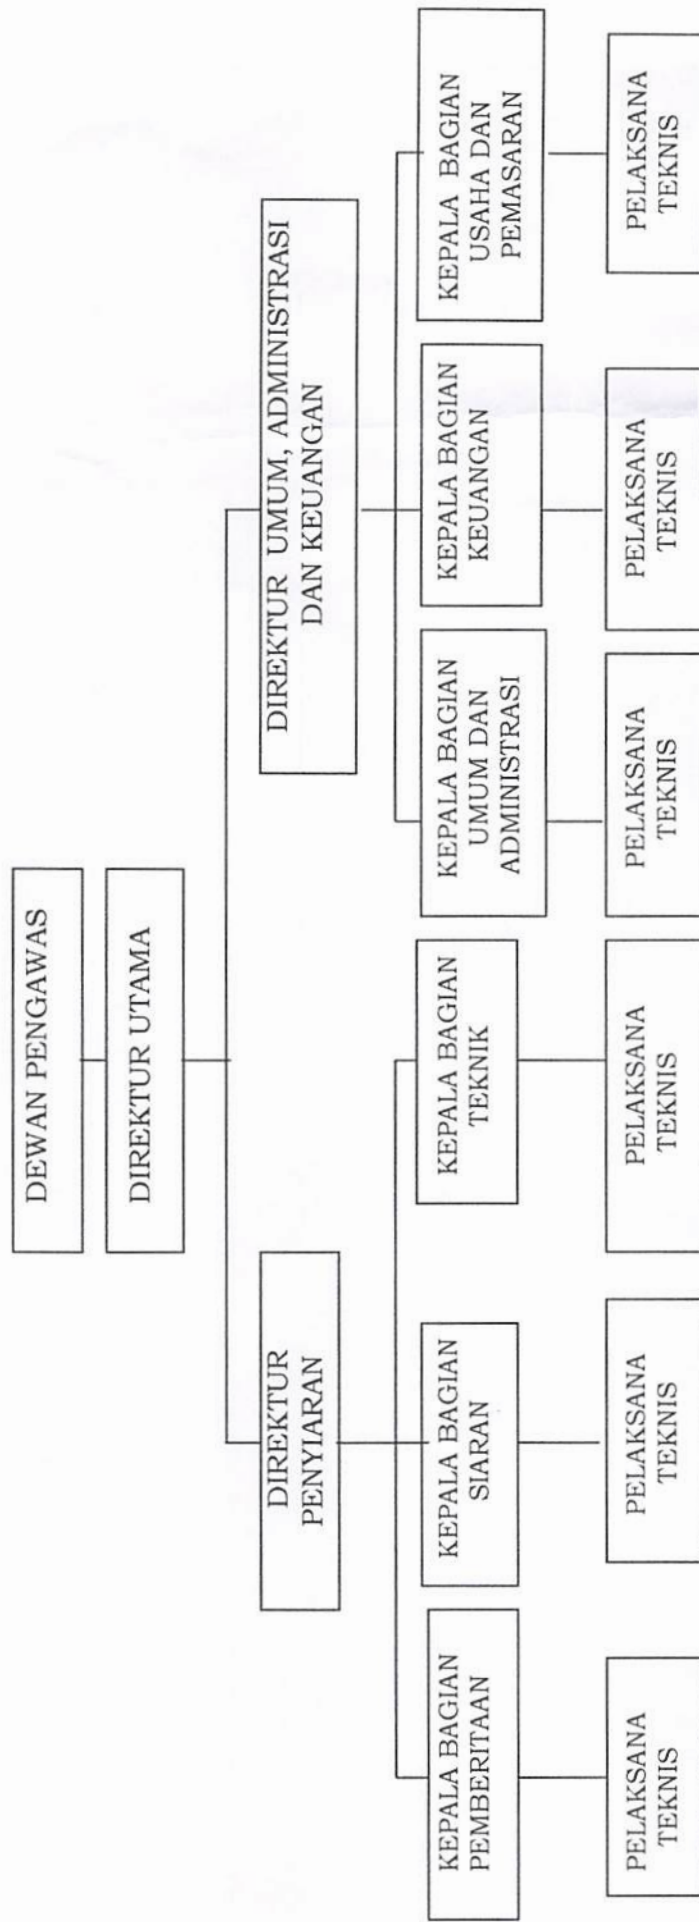 DEWAN PENGAWAS
DIREKTUR UTAMA
DIREKTUR
PENYIARAN
DIREKTUR UMUM, ADMINISTRASI
DAN KEUANGAN
KEPALA BAGIAN
PEMBERITAAN
KEPALA BAGIAN
SIARAN
KEPALA BAGIAN
TEKNIK
KEPALA BAGIAN
UMUM DAN
ADMINISTRASI
KEPALA BAGIAN
KEUANGAN
KEPALA BAGIAN
USAHA DAN
PEMASARAN
PELAKSANA
TEKNIS
PELAKSANA
TEKNIS
PELAKSANA
TEKNIS
PELAKSANA
TEKNIS
PELAKSANA
TEKNIS
PELAKSANA
TEKNIS